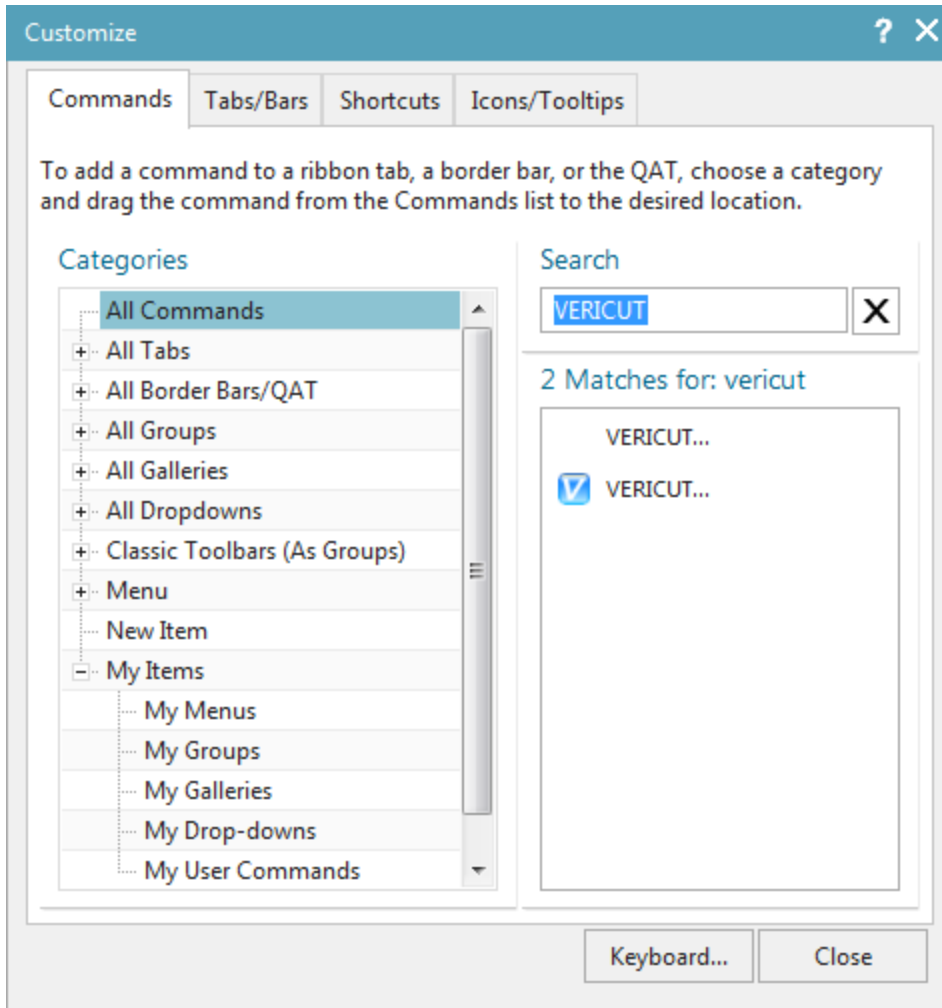 Customize
?
Commands
Tabs/Bars
Shortcuts
Icons/Tooltips
To add a command to a ribbon tab, a border bar, or the QAT, choose a category
and drag the command from the Commands list to the desired location.
Categories
All Commands
All Tabs
All Border Bars/QAT
All Groups
All Galleries
All Dropdowns
Classic Toolbars (As Groups)
Menu
New Item
My Items
My Menus
My Groups
My Galleries
My Drop-downs
My User Commands
Search
VERICUT
2 Matches for: vericut
VERICUT...
VERICUT...
Keyboard...
Close